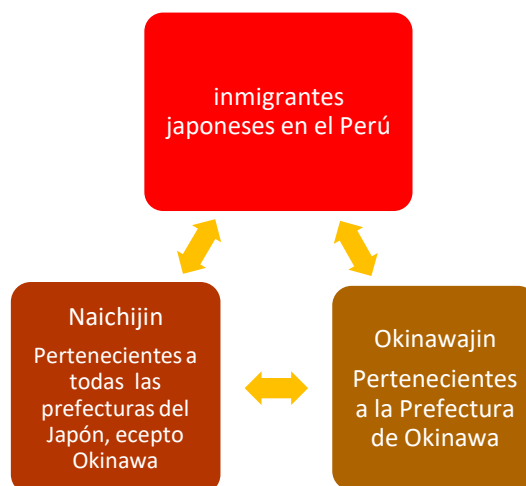 inmigrantes
japoneses en el Perú
Naichijin
Pertenecientes a
todas las
prefecturas del
Japón, ecepto
Okinawa
Okinawajin
Pertenecientes
a la Prefectura
de Okinawa